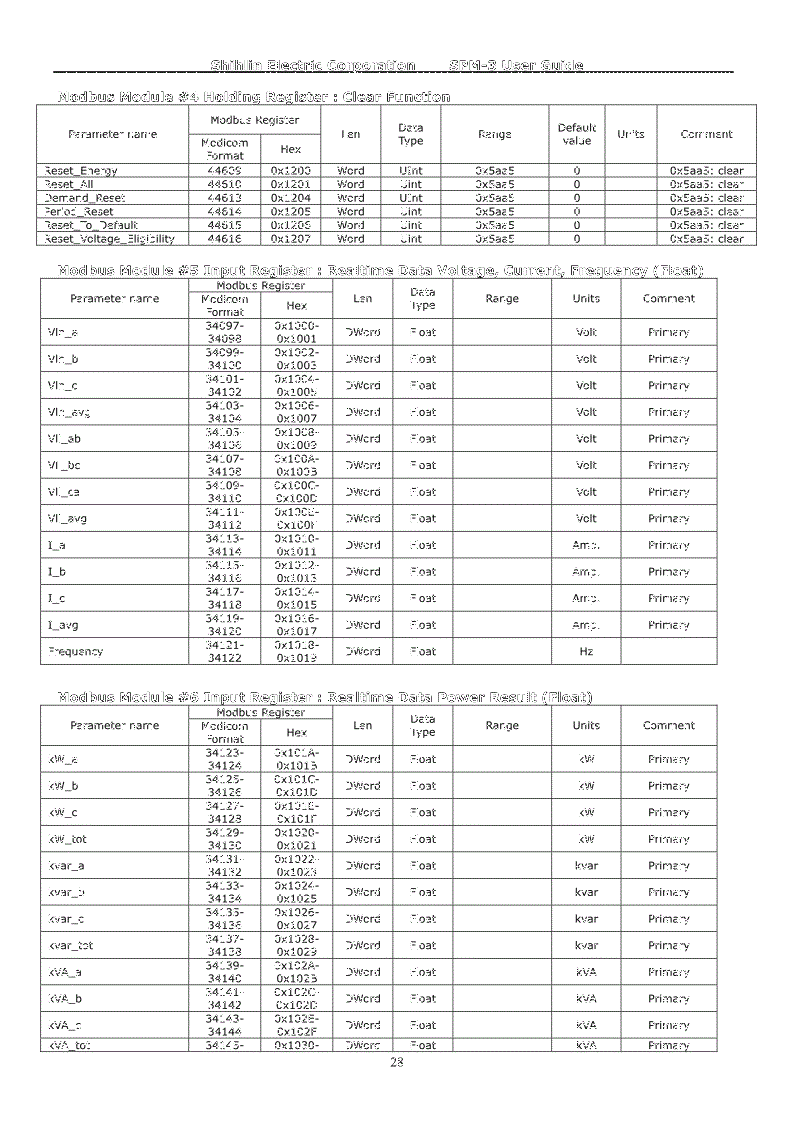 Shihlin Electric Corporation SPM-3 User Guide
Modbus Module #4 Holding Register : Clear Function
Parameter name Modbus Register Len Data Type Range Default value Units Comment
Modicom Format Hex
Reset_Energy 44609 0x1200 Word UInt 0x5aa5 0 0x5aa5: clear
Reset_All 44610 0x1201 Word UInt 0x5aa5 0 0x5aa5: clear
Demand_Reset 44613 0x1204 Word UInt 0x5aa5 0 0x5aa5: clear
Period_Reset 44614 0x1205 Word UInt 0x5aa5 0 0x5aa5: clear
Reset_To_Default 44615 0x1206 Word UInt 0x5aa5 0 0x5aa5: clear
Reset_Voltage_Eligibility 44616 0x1207 Word UInt 0x5aa5 0 0x5aa5: clear
Modbus Module #5 Input Register : Realtime Data Voltage, Current, Frequency (Float)
Parameter name Modbus Register Len Data Type Range Units Comment
Modicom Format Hex
Vln_a 34097-34098 0x1000-0x1001 DWord Float Volt Primary
Vln_b 34099-34100 0x1002-0x1003 DWord Float Volt Primary
Vln_c 34101-34102 0x1004-0x1005 DWord Float Volt Primary
Vln_avg 34103-34104 0x1006-0x1007 DWord Float Volt Primary
Vll_ab 34105-34106 0x1008-0x1009 DWord Float Volt Primary
Vll_bc 34107-34108 0x100A-0x100B DWord Float Volt Primary
Vll_ca 34109-34110 0x100C-0x100D DWord Float Volt Primary
Vll_avg 34111-34112 0x100E-0x100F DWord Float Volt Primary
I_a 34113-34114 0x1010-0x1011 DWord Float Amp. Primary
I_b 34115-34116 0x1012-0x1013 DWord Float Amp. Primary
I_c 34117-34118 0x1014-0x1015 DWord Float Amp. Primary
I_avg 34119-34120 0x1016-0x1017 DWord Float Amp. Primary
Frequency 34121-34122 0x1018-0x1019 DWord Float Hz
Modbus Module #6 Input Register : Realtime Data Power Result (Float)
Parameter name Modbus Register Len Data Type Range Units Comment
Modicom Format Hex
kW_a 34123-34124 0x101A-0x101B DWord Float kW Primary
kW_b 34125-34126 0x101C-0x101D DWord Float kW Primary
kW_c 34127-34128 0x101E-0x101F DWord Float kW Primary
kW_tot 34129-34130 0x1020-0x1021 DWord Float kW Primary
kvar_a 34131-34132 0x1022-0x1023 DWord Float kvar Primary
kvar_b 34133-34134 0x1024-0x1025 DWord Float kvar Primary
kvar_c 34135-34136 0x1026-0x1027 DWord Float kvar Primary
kvar_tot 34137-34138 0x1028-0x1029 DWord Float kvar Primary
kVA_a 34139-34140 0x102A-0x102B DWord Float kVA Primary
kVA_b 34141-34142 0x102C-0x102D DWord Float kVA Primary
kVA_c 34143-34144 0x102E-0x102F DWord Float kVA Primary
kVA_tot 34145- 0x1030- DWord Float kVA Primary
28